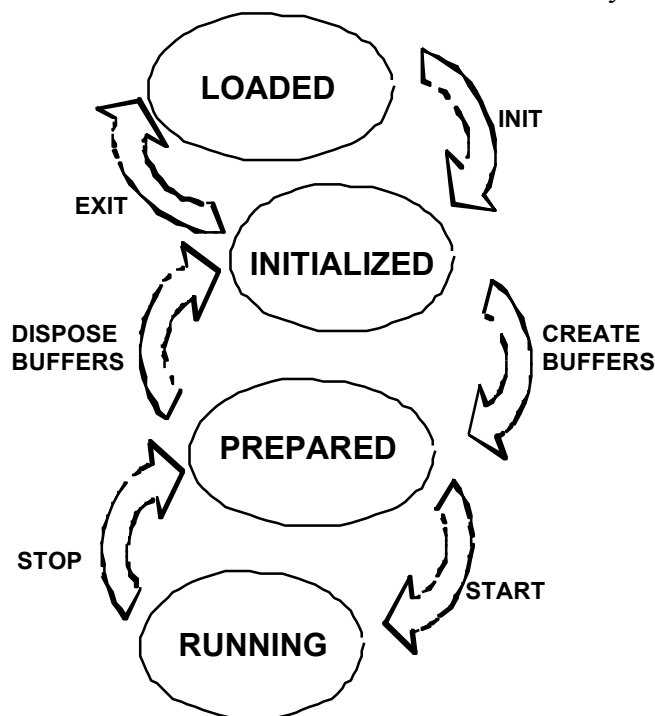 LOADED
INIT
EXIT
INITIALIZED
DISPOSE
BUFFERS
CREATE
BUFFERS
PREPARED
STOP
START
RUNNING